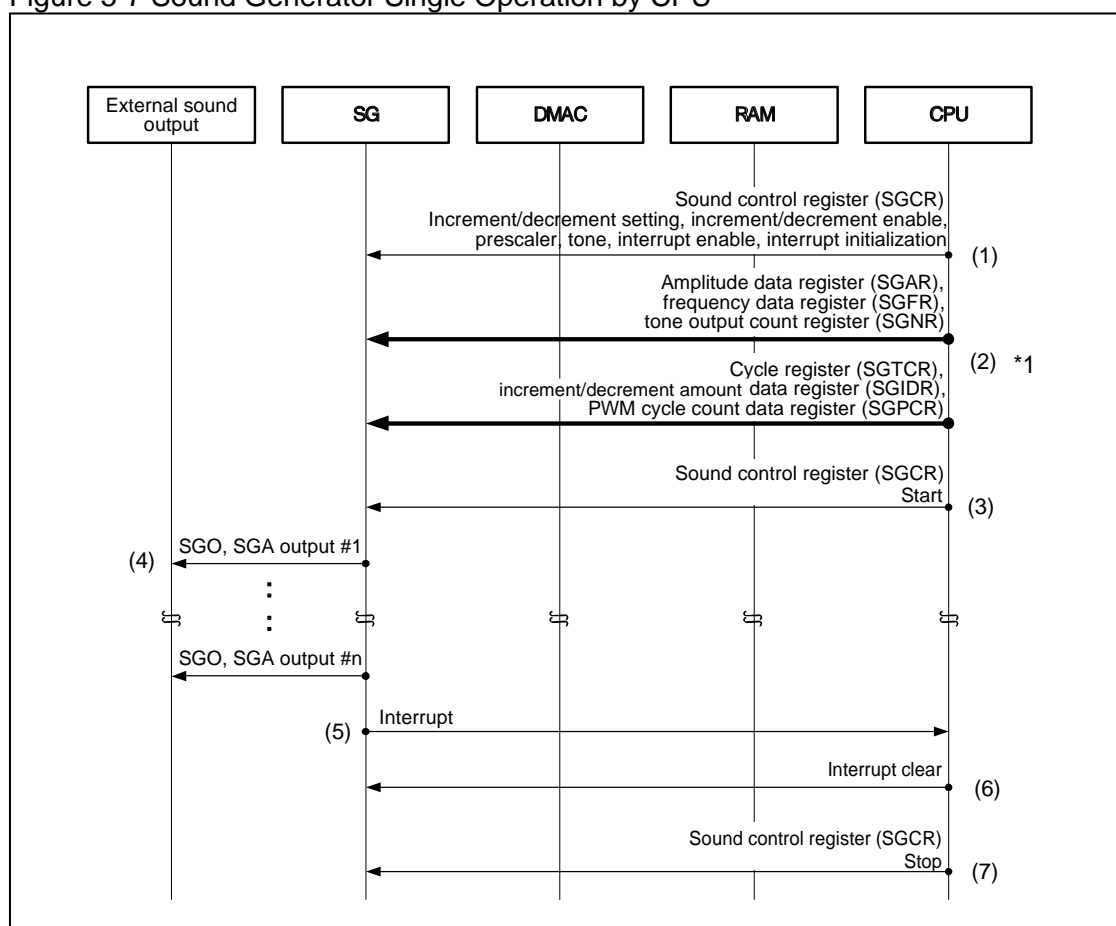 Figure 5-7 Sound Generator Single Operation by CPU
External sound
output
SG
DMAC
RAM
CPU
Sound control register (SGCR)
Increment/decrement setting, increment/decrement enable,
prescaler, tone, interrupt enable, interrupt initialization
(1)
Amplitude data register (SGAR),
frequency data register (SGFR),
tone output count register (SGNR)
(2) *1
Cycle register (SGTCR),
increment/decrement amount data register (SGIDR),
PWM cycle count data register (SGPCR)
Sound control register (SGCR)
Start
(3)
(4)
SGO, SGA output #1
SGO, SGA output #n
(5)
Interrupt
Interrupt clear
(6)
Sound control register (SGCR)
Stop
(7)